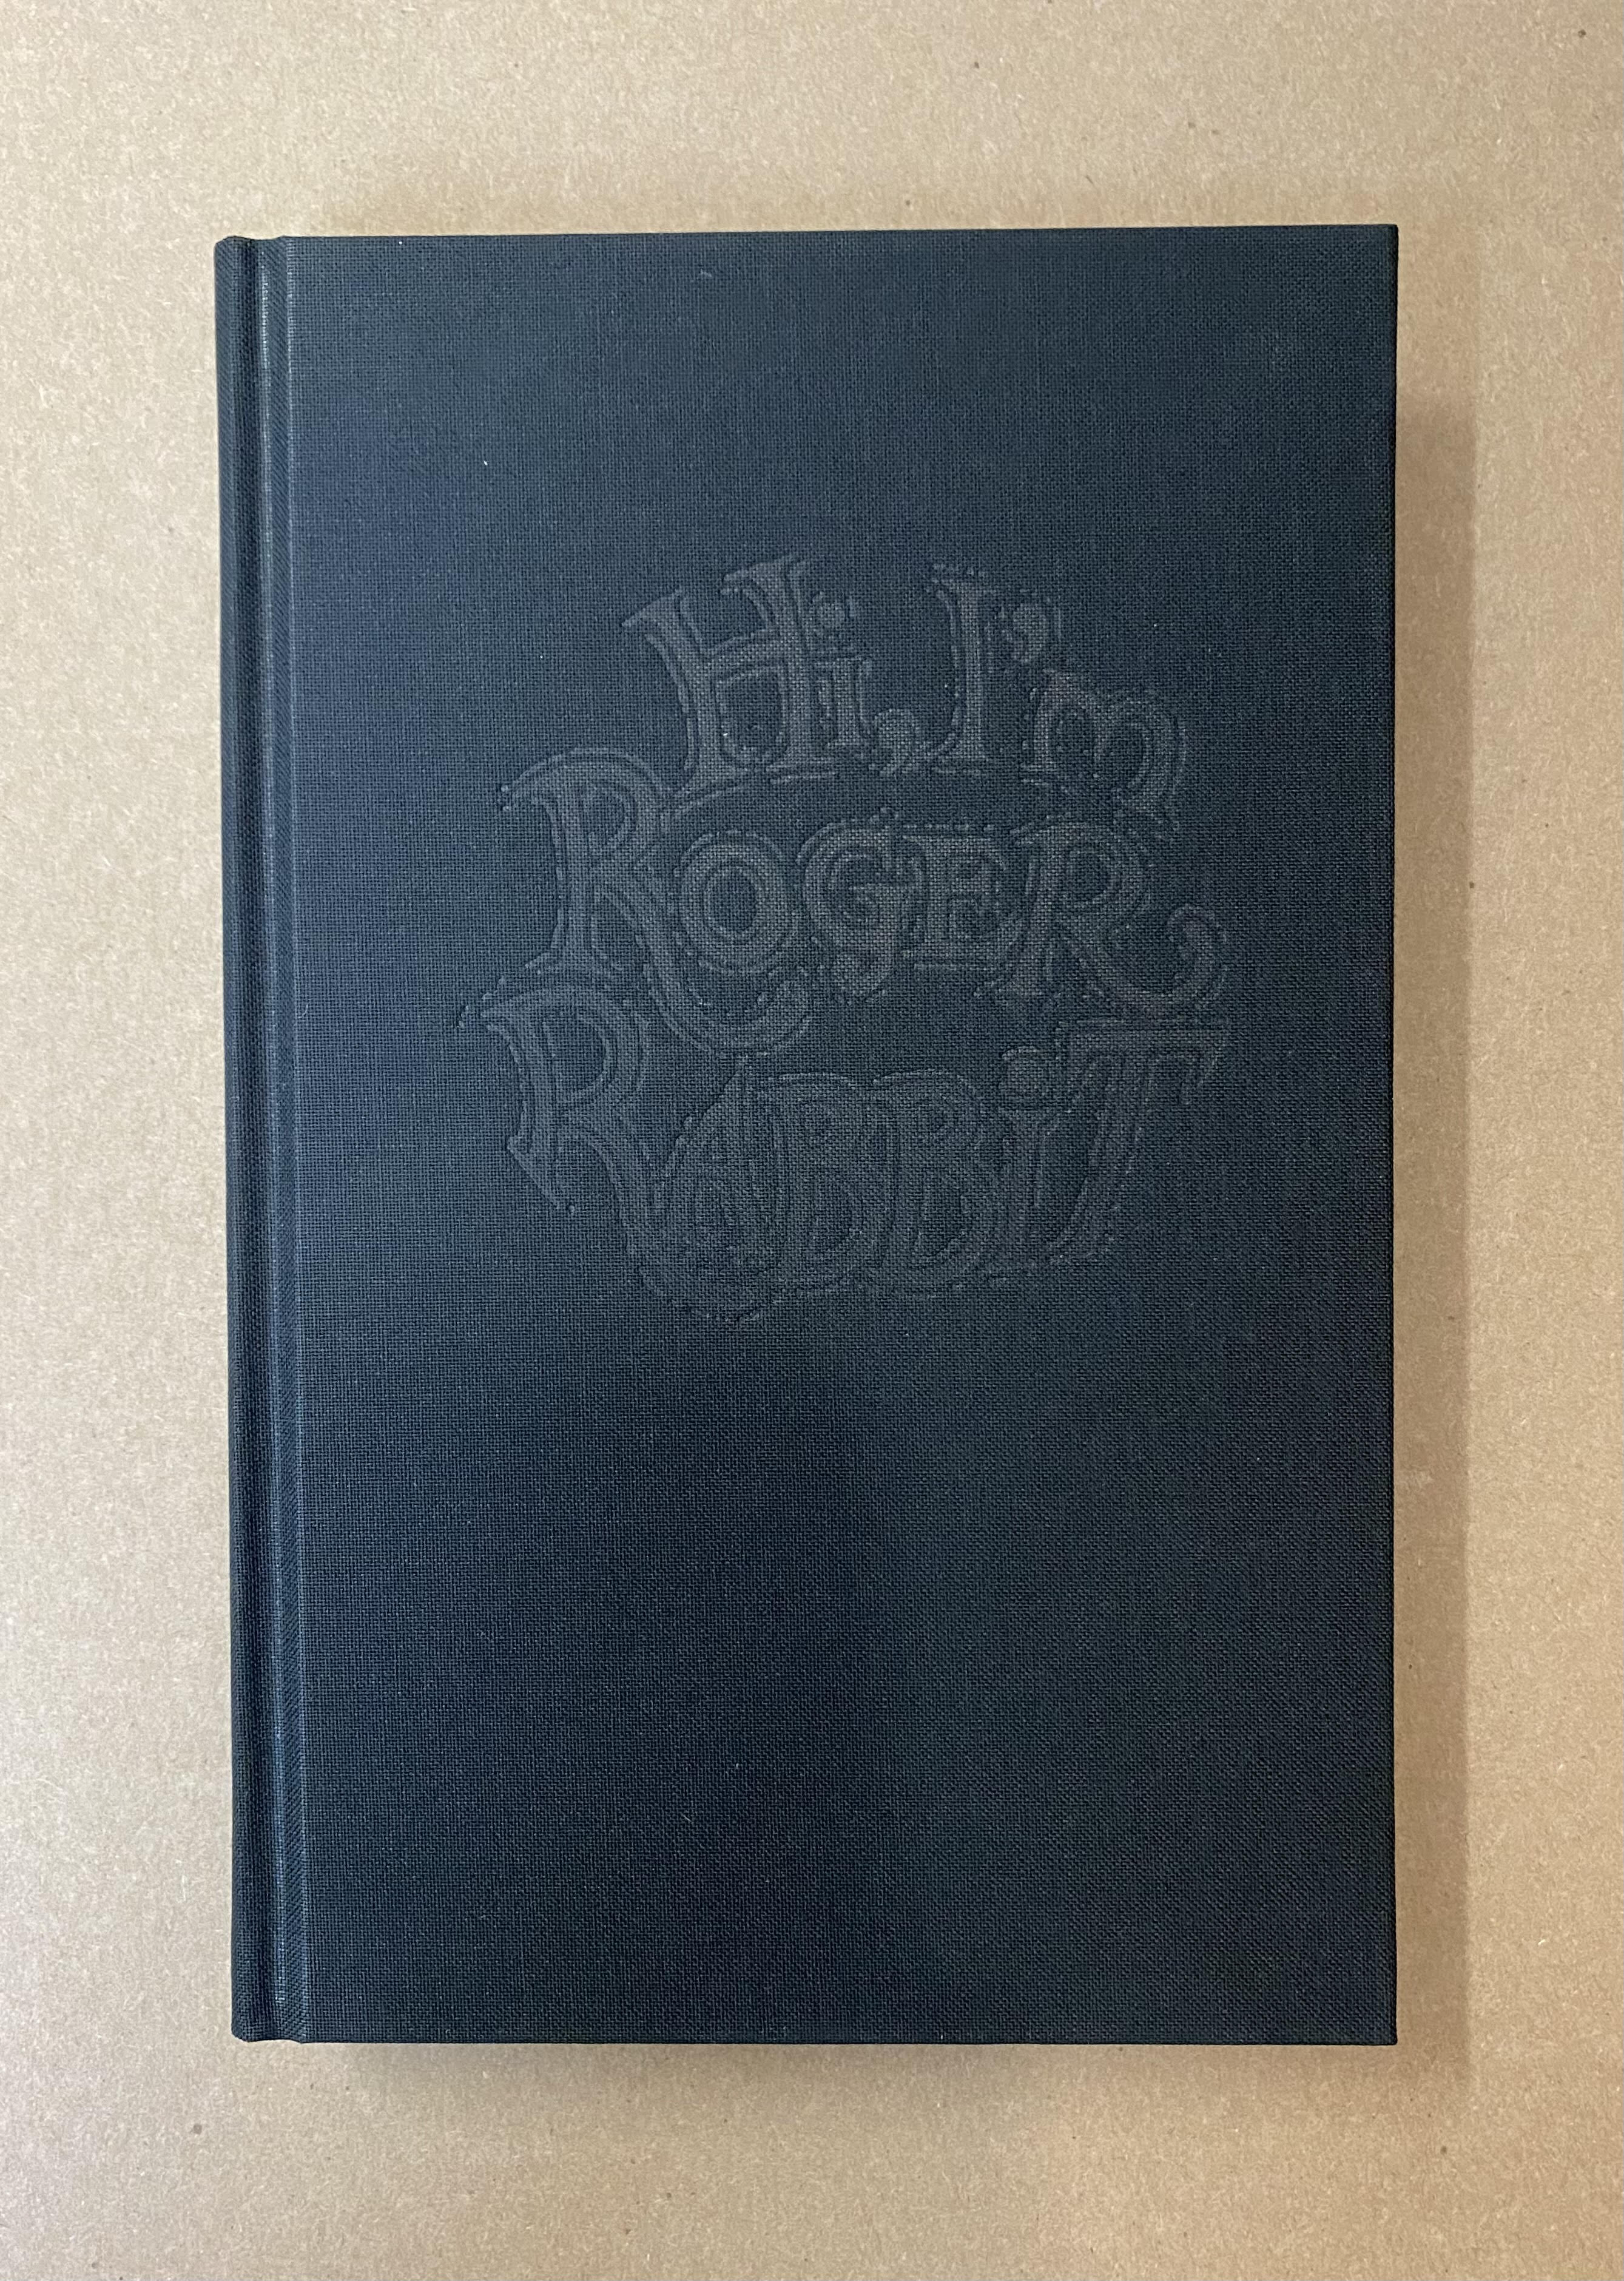 Hi, I'm
ROGER
RABBiT